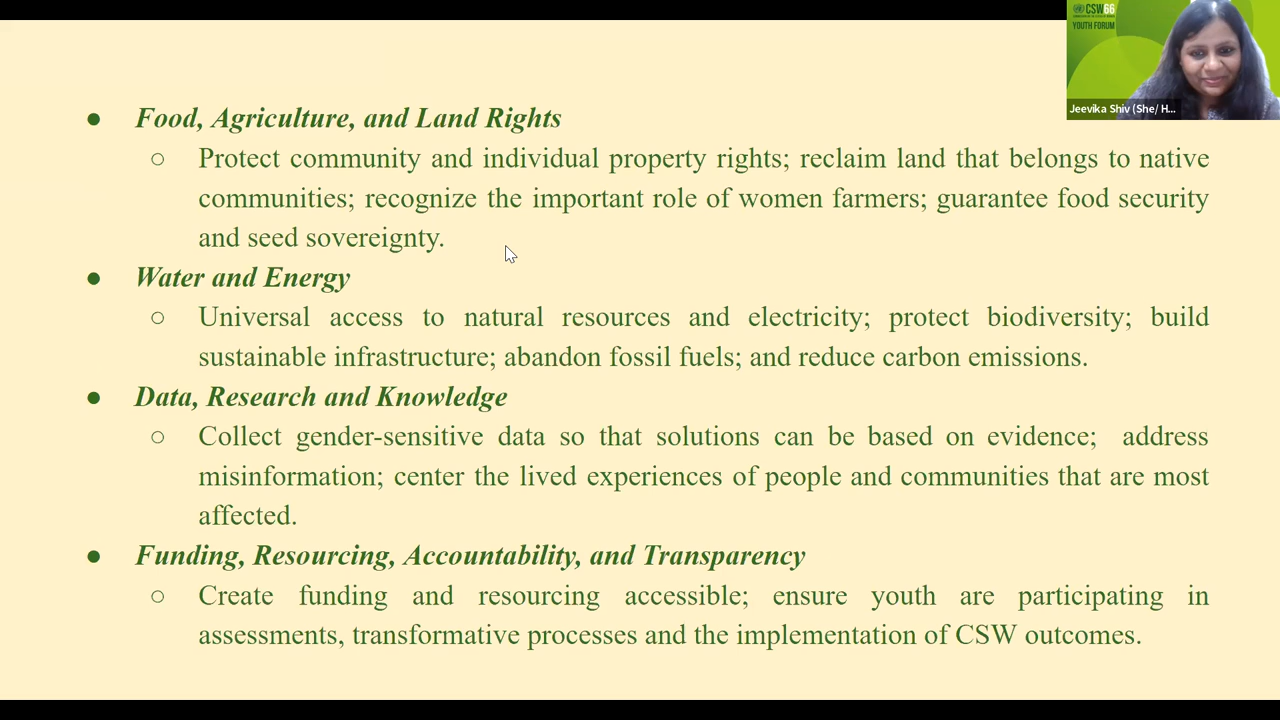 CSW66
YOUTH FORUM
Jeevika Shiv (She/ H...
● Food, Agriculture, and Land Rights
○ Protect community and individual property rights; reclaim land that belongs to native
communities; recognize the important role of women farmers; guarantee food security
and seed sovereignty.
● Water and Energy
○ Universal access to natural resources and electricity; protect biodiversity; build
sustainable infrastructure; abandon fossil fuels; and reduce carbon emissions.
● Data, Research and Knowledge
○ Collect gender-sensitive data so that solutions can be based on evidence; address
misinformation; center the lived experiences of people and communities that are most
affected.
● Funding, Resourcing, Accountability, and Transparency
○ Create funding and resourcing accessible; ensure youth are participating in
assessments, transformative processes and the implementation of CSW outcomes.